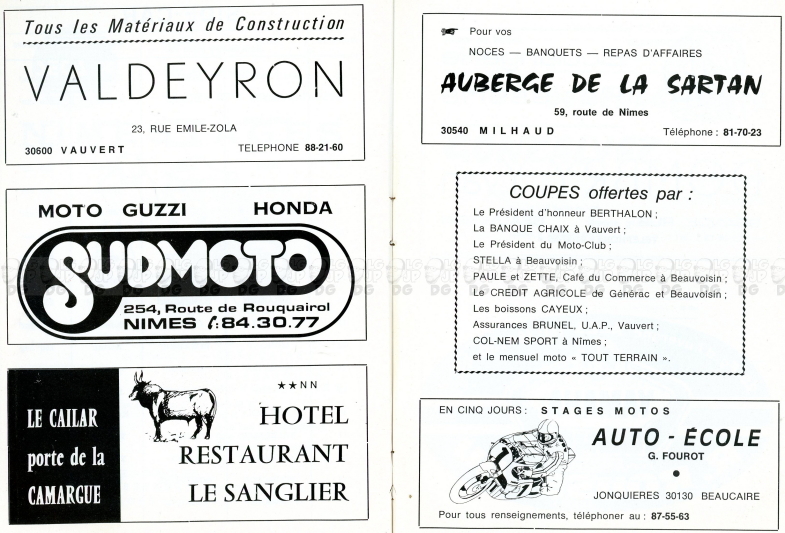 Tous les Matériaux de Construction
VALDEYRON
23, RUE EMILE-ZOLA
30600 VAUVERT TELEPHONE 88-21-60
MOTO GUZZI HONDA
SUDMOTO
254, Route de Rouquairol
NIMES : 84.30.77
LE CAILAR
porte de la
CAMARGUE
★★NN
HOTEL
RESTAURANT
LE SANGLIER
Pour vos
NOCES — BANQUETS — REPAS D'AFFAIRES
AUBERGE DE LA SARTAN
59, route de Nimes
30540 MILHAUD Téléphone : 81-70-23
COUPES offertes par :
Le Président d'honneur BERTHALON ;
La BANQUE CHAIX à Vauvert ;
Le Président du Moto-Club ;
STELLA à Beauvoisin ;
PAULE et ZETTE, Café du Commerce à Beauvoisin ;
Le CREDIT AGRICOLE de Générac et Beauvoisin ;
Les boissons CAYEUX ;
Assurances BRUNEL, U.A.P., Vauvert ;
COL-NEM SPORT à Nîmes ;
et le mensuel moto « TOUT TERRAIN ».
EN CINQ JOURS : STAGES MOTOS
AUTO - ÉCOLE
G. FOUROT
JONQUIERES 30130 BEAUCAIRE
Pour tous renseignements, téléphoner au : 87-55-63